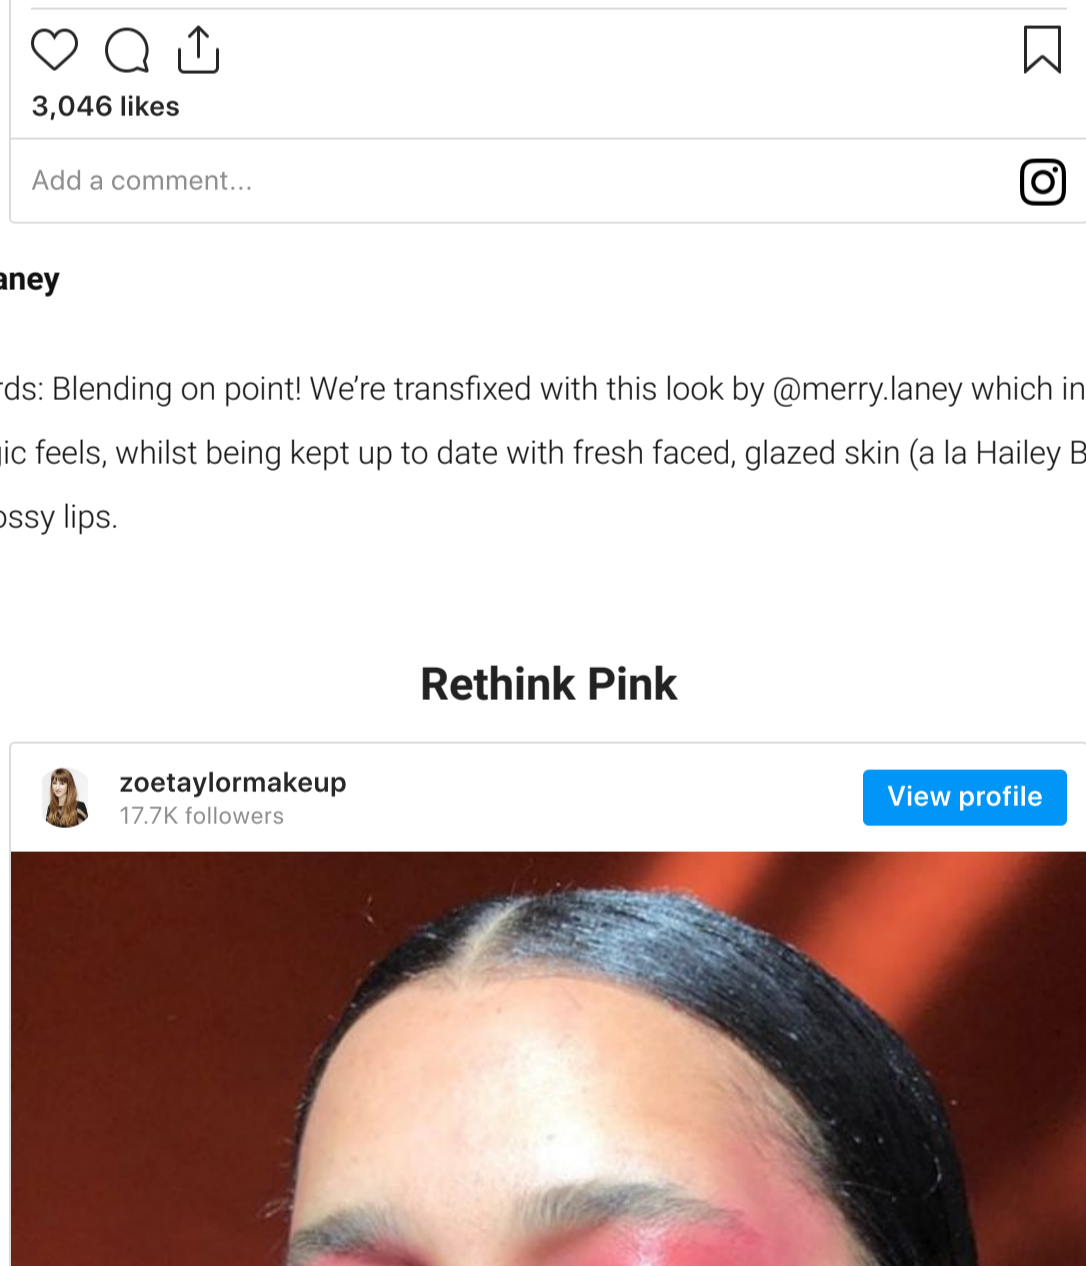 3,046 likes
Add a comment...
aney
rds: Blending on point! We’re transfixed with this look by @merry.laney which in
gic feels, whilst being kept up to date with fresh faced, glazed skin (a la Hailey B
ossy lips.
Rethink Pink
zoetaylormakeup
View profile
17.7K followers